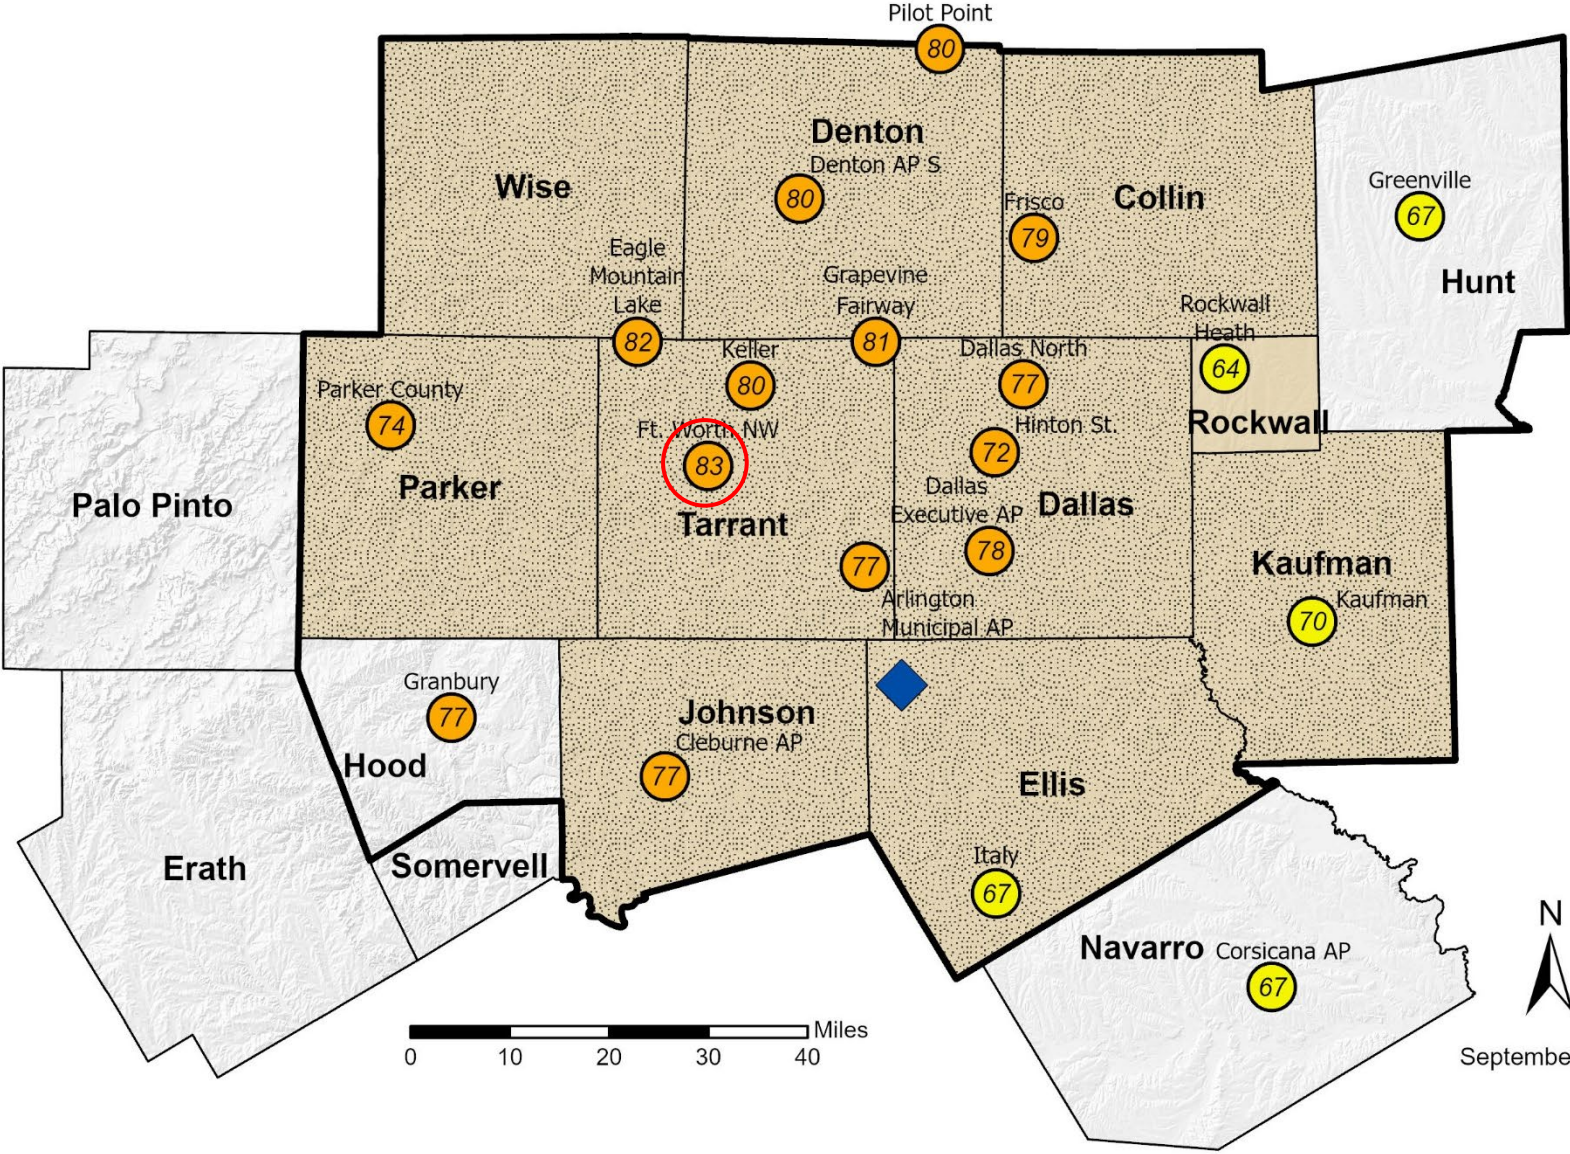 Pilot Point
80
Denton
Denton AP S
80
Wise
Frisco
79
Collin
Greenville
67
Hunt
Eagle
Mountain
Lake
82
Grapevine
Fairway
81
Rockwall
Heath
64
Rockwall
Keller
80
Dallas North
77
Parker County
74
Parker
Ft. Worth NW
83
Tarrant
Hinton St.
72
Dallas
Executive AP
78
Dallas
Palo Pinto
77
Arlington
Municipal AP
Kaufman
Kaufman
70
Granbury
77
Hood
Johnson
Cleburne AP
77
Ellis
Italy
67
Erath
Somervell
Navarro
Corsicana AP
67
N
Miles
0 10 20 30 40
Septembe